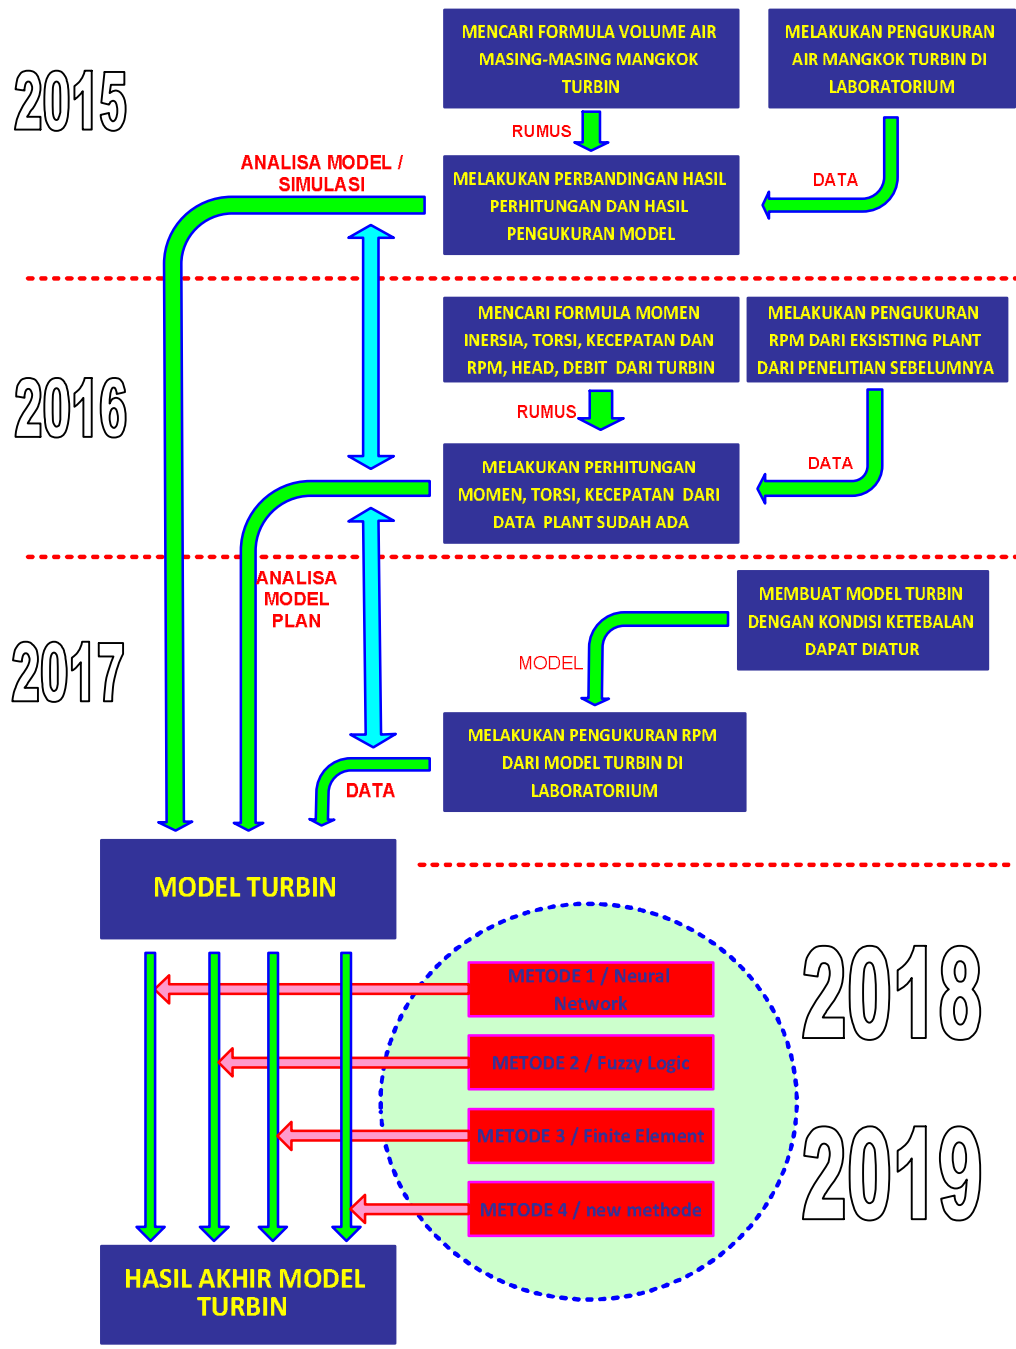 2015
MENCARI FORMULA VOLUME AIR
MASING-MASING MANGKOK
TURBIN
MELAKUKAN PENGUKURAN
AIR MANGKOK TURBIN DI
LABORATORIUM
RUMUS
ANALISA MODEL /
SIMULASI
MELAKUKAN PERBANDINGAN HASIL
PERHITUNGAN DAN HASIL
PENGUKURAN MODEL
DATA
2016
MENCARI FORMULA MOMEN
INERSIA, TORSI, KECEPATAN DAN
RPM, HEAD, DEBIT DARI TURBIN
MELAKUKAN PENGUKURAN
RPM DARI EKSISTING PLANT
DARI PENELITIAN SEBELUMNYA
RUMUS
MELAKUKAN PERHITUNGAN
MOMEN, TORSI, KECEPATAN DARI
DATA PLANT SUDAH ADA
DATA
2017
ANALISA
MODEL
PLAN
MEMBUAT MODEL TURBIN
DENGAN KONDISI KETEBALAN
DAPAT DIATUR
MODEL
MELAKUKAN PENGUKURAN RPM
DARI MODEL TURBIN DI
LABORATORIUM
DATA
MODEL TURBIN
2018
METODE 1 / Neural
Network
METODE 2 / Fuzzy Logic
METODE 3 / Finite Element
METODE 4 / new methode
2019
HASIL AKHIR MODEL
TURBIN